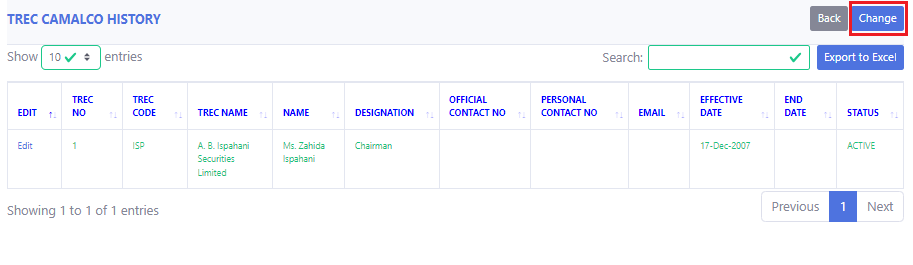 TREC CAMALCO HISTORY
Back
Change
Show 10 entries
Search:
Export to Excel
EDIT
TREC NO
TREC CODE
TREC NAME
NAME
DESIGNATION
OFFICIAL CONTACT NO
PERSONAL CONTACT NO
EMAIL
EFFECTIVE DATE
END DATE
STATUS
Edit
1
ISP
A. B. Ispahani
Securities
Limited
Ms. Zahida
Ispahani
Chairman
17-Dec-2007
ACTIVE
Showing 1 to 1 of 1 entries
Previous
1
Next